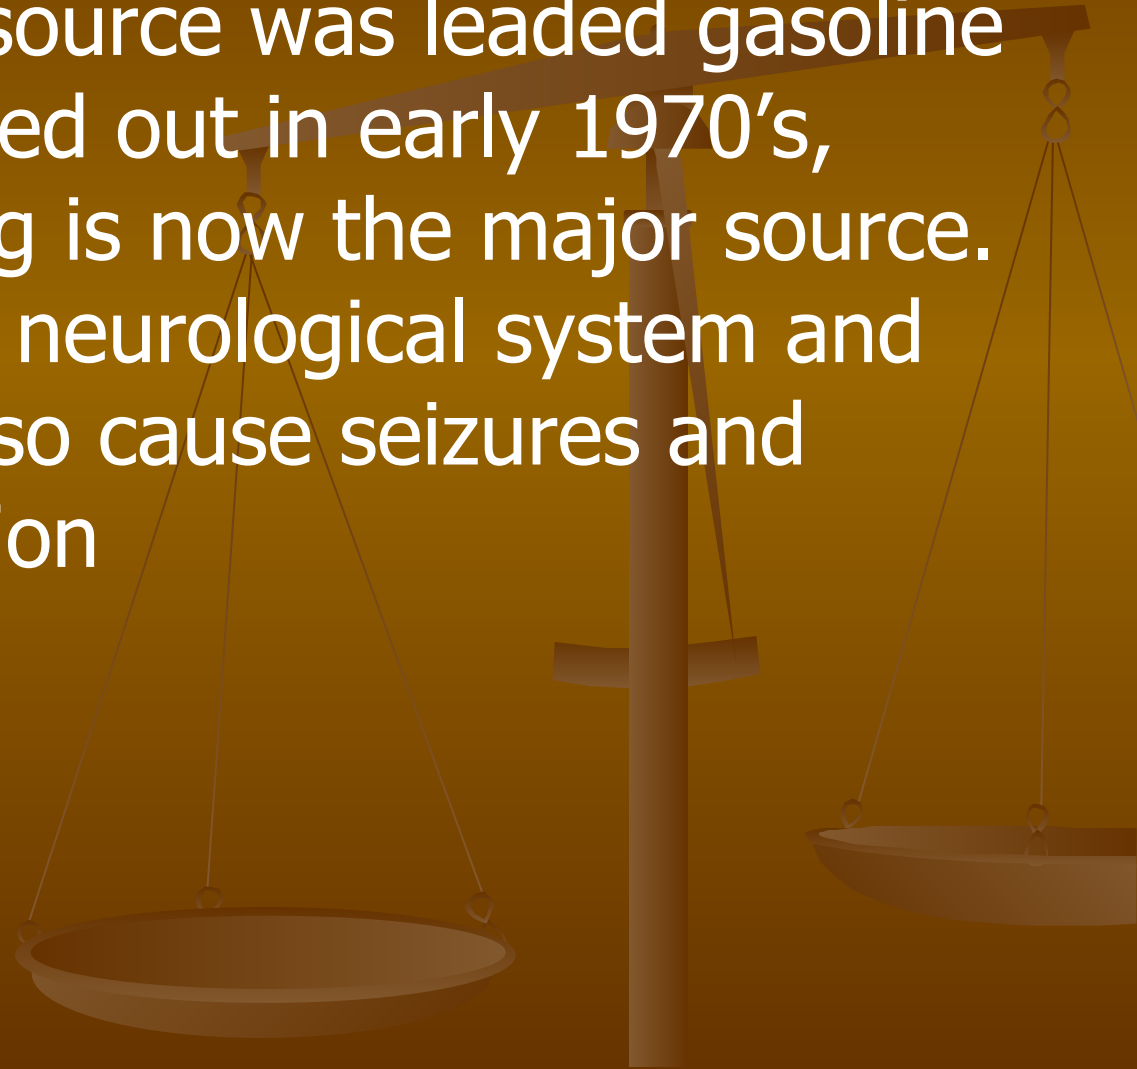 source was leaded gasoline
ed out in early 1970’s,
g is now the major source.
neurological system and
so cause seizures and
ion